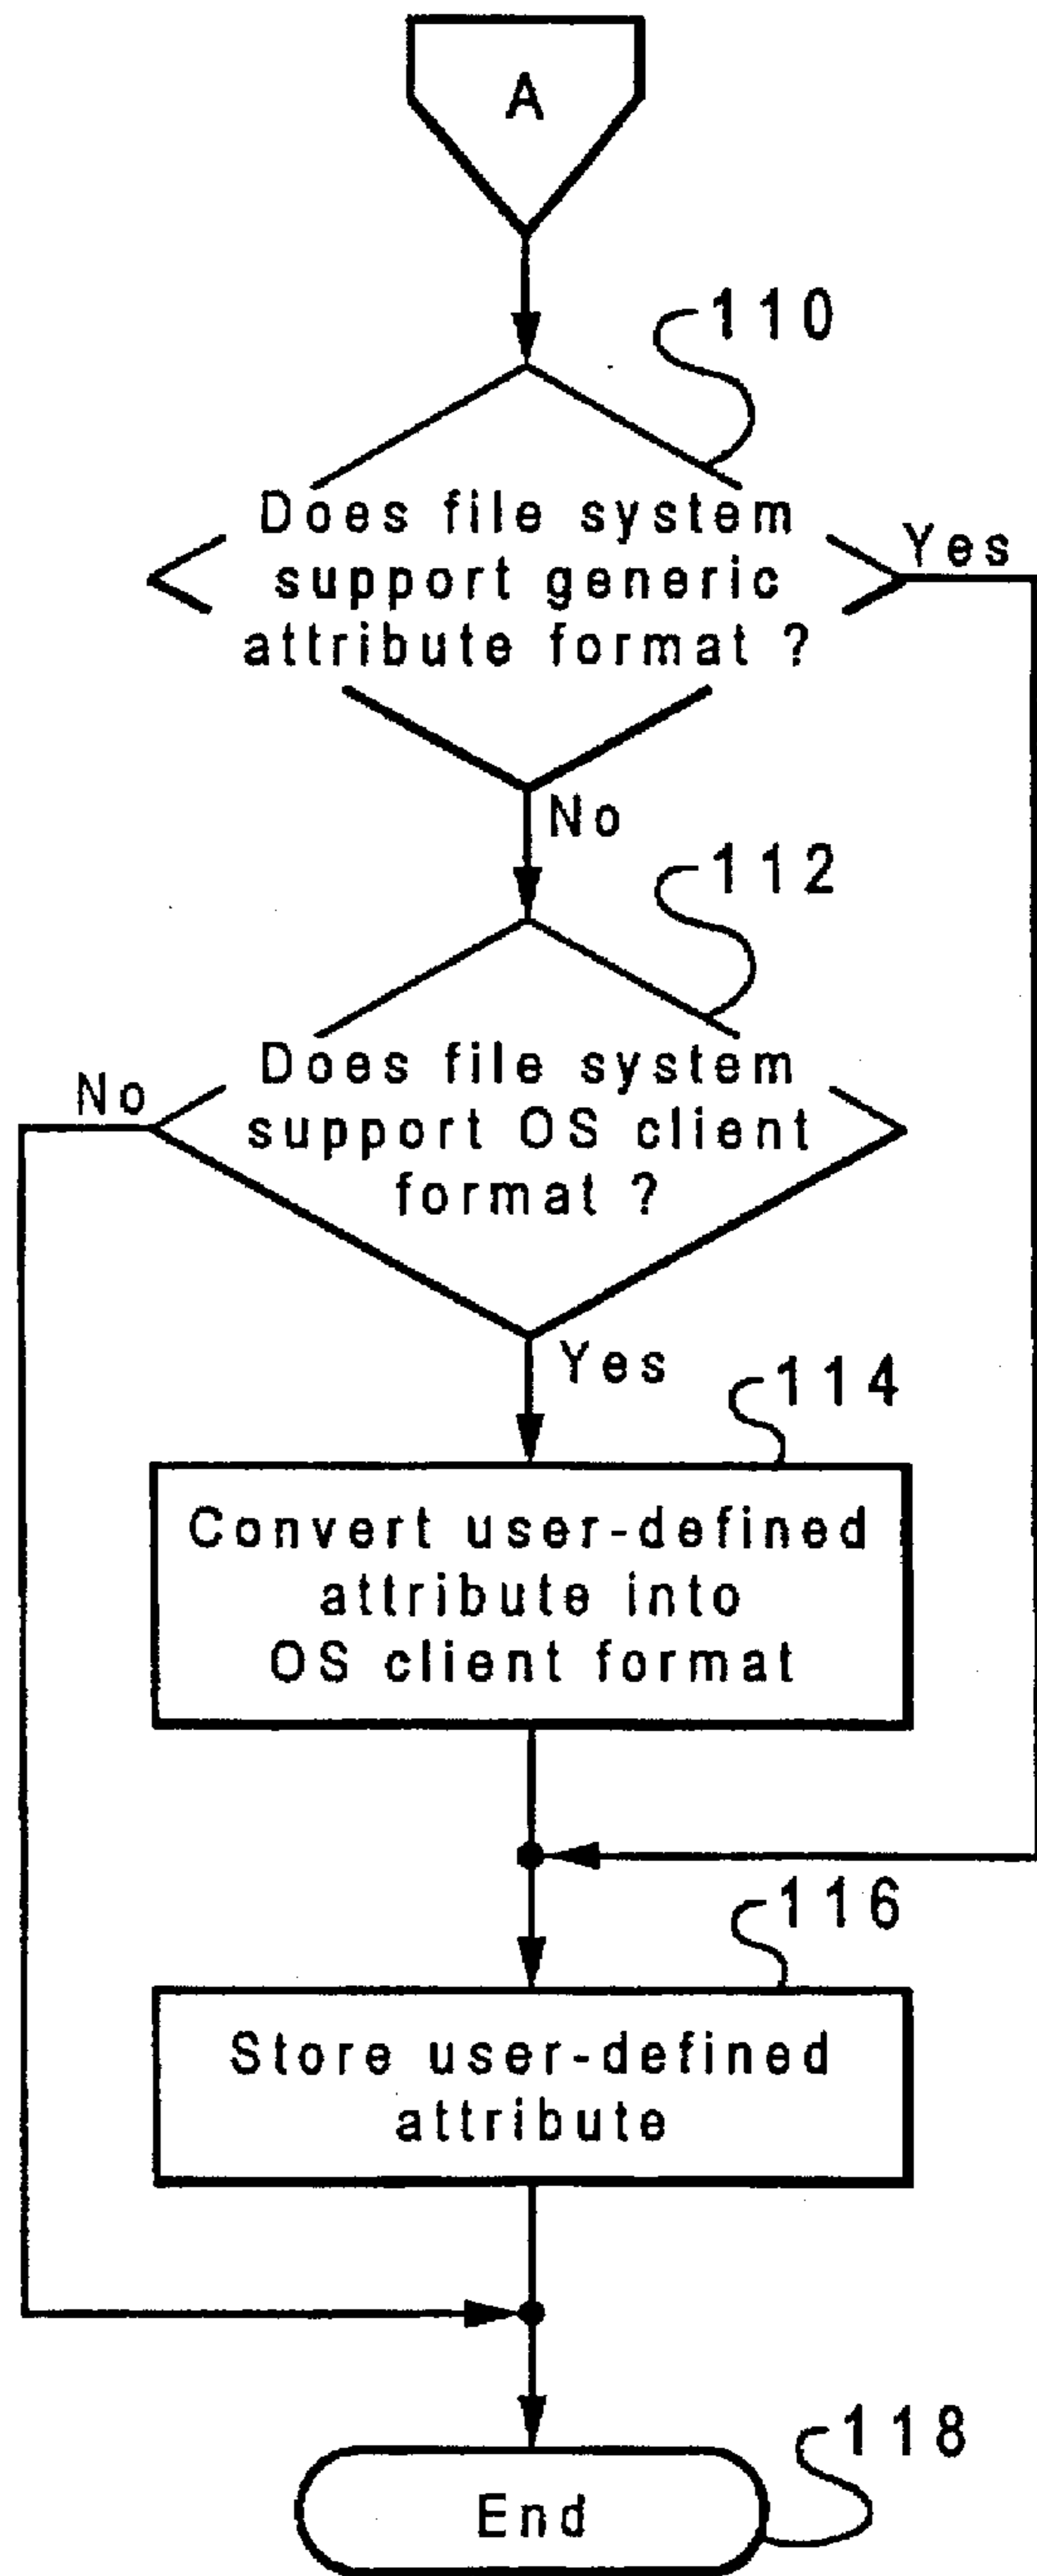 A
110
Does file system
support generic
attribute format ?
Yes
No
112
Does file system
support OS client
format ?
No
Yes
114
Convert user-defined
attribute into
OS client format
116
Store user-defined
attribute
118
End